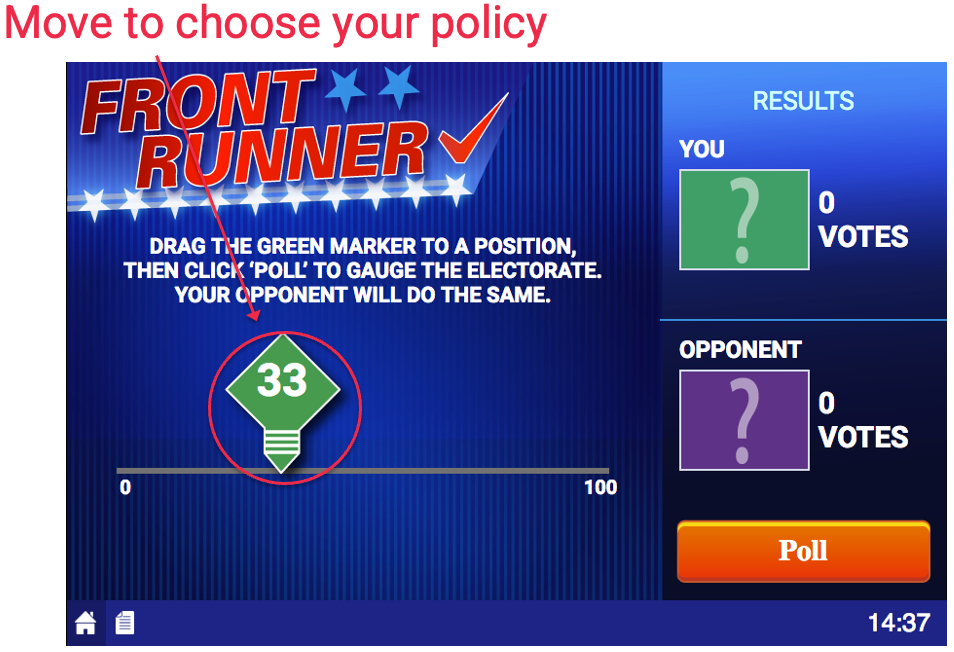 Move to choose your policy
FRONT
RUNNER
DRAG THE GREEN MARKER TO A POSITION,
THEN CLICK ‘POLL’ TO GAUGE THE ELECTORATE.
YOUR OPPONENT WILL DO THE SAME.
33
0
100
RESULTS
YOU
?
0
VOTES
OPPONENT
?
0
VOTES
Poll
14:37